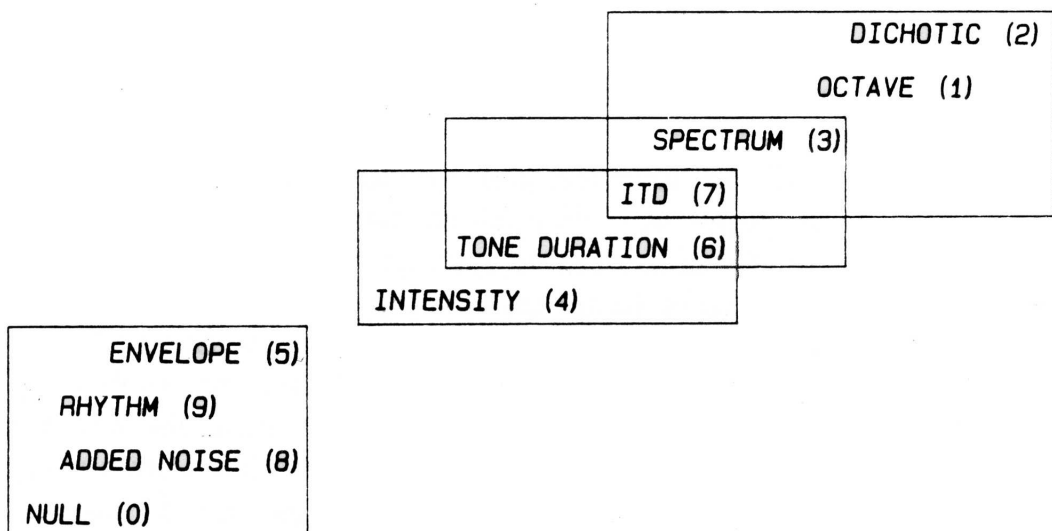 DICHOTIC (2)
OCTAVE (1)
SPECTRUM (3)
ITD (7)
TONE DURATION (6)
INTENSITY (4)
ENVELOPE (5)
RHYTHM (9)
ADDED NOISE (8)
NULL (0)